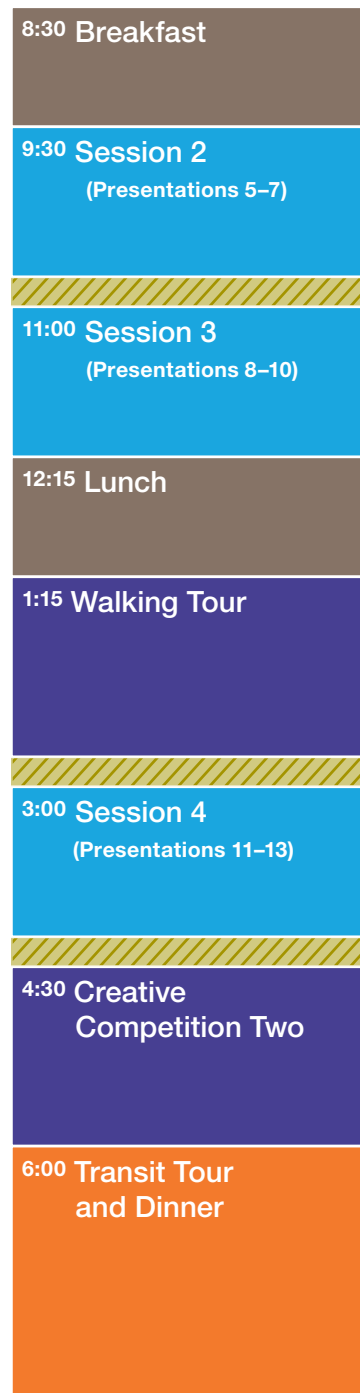 8:30 Breakfast
9:30 Session 2
(Presentations 5–7)
11:00 Session 3
(Presentations 8–10)
12:15 Lunch
1:15 Walking Tour
3:00 Session 4
(Presentations 11–13)
4:30 Creative
Competition Two
6:00 Transit Tour
and Dinner